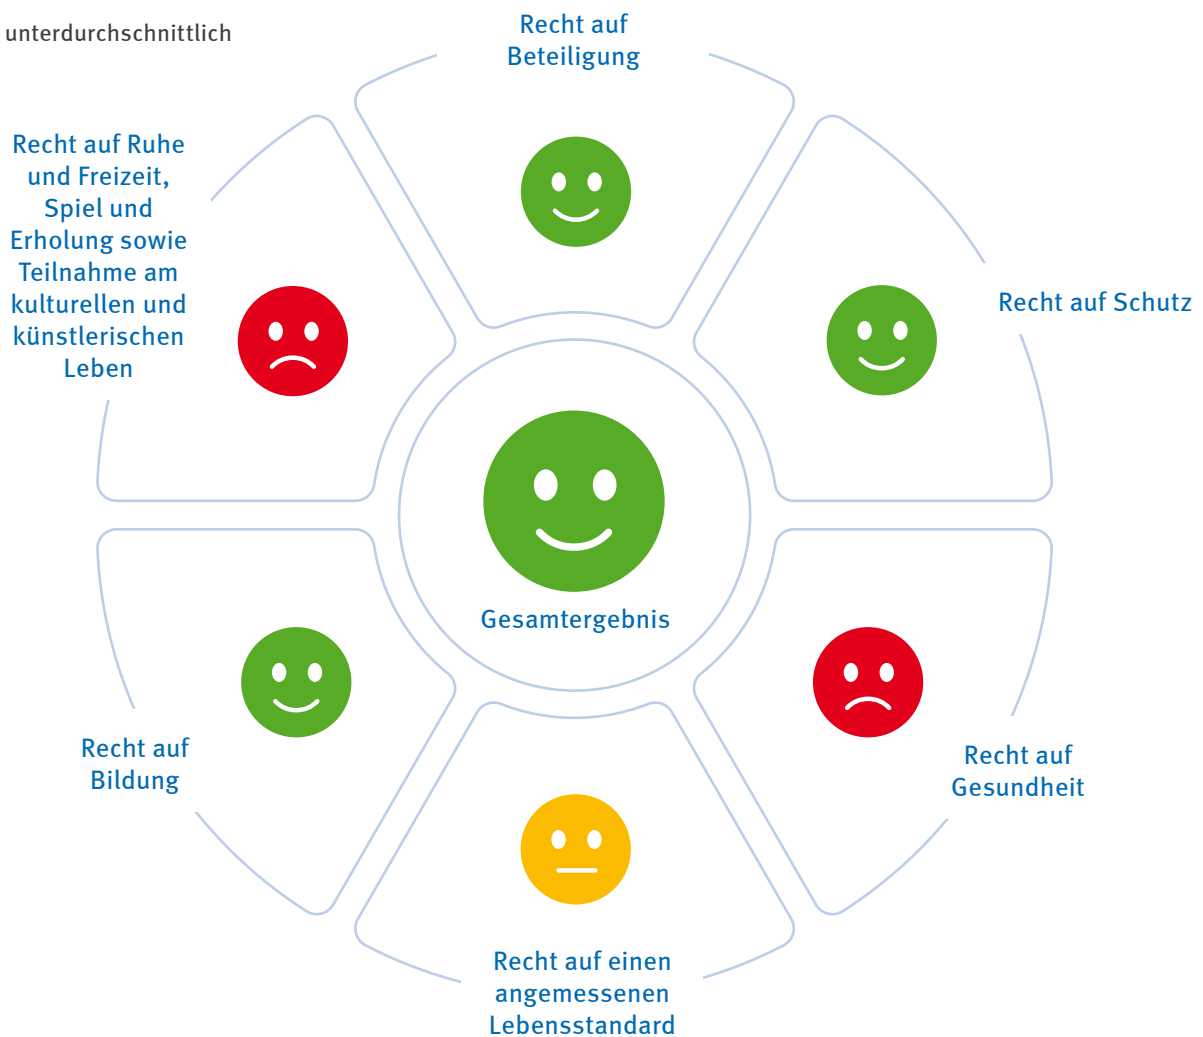 unterdurchschnittlich
Recht auf
Beteiligung
Recht auf Ruhe
und Freizeit,
Spiel und
Erholung sowie
Teilnahme am
kulturellen und
künstlerischen
Leben
Recht auf Schutz
Gesamtergebnis
Recht auf
Bildung
Recht auf
Gesundheit
Recht auf einen
angemessenen
Lebensstandard